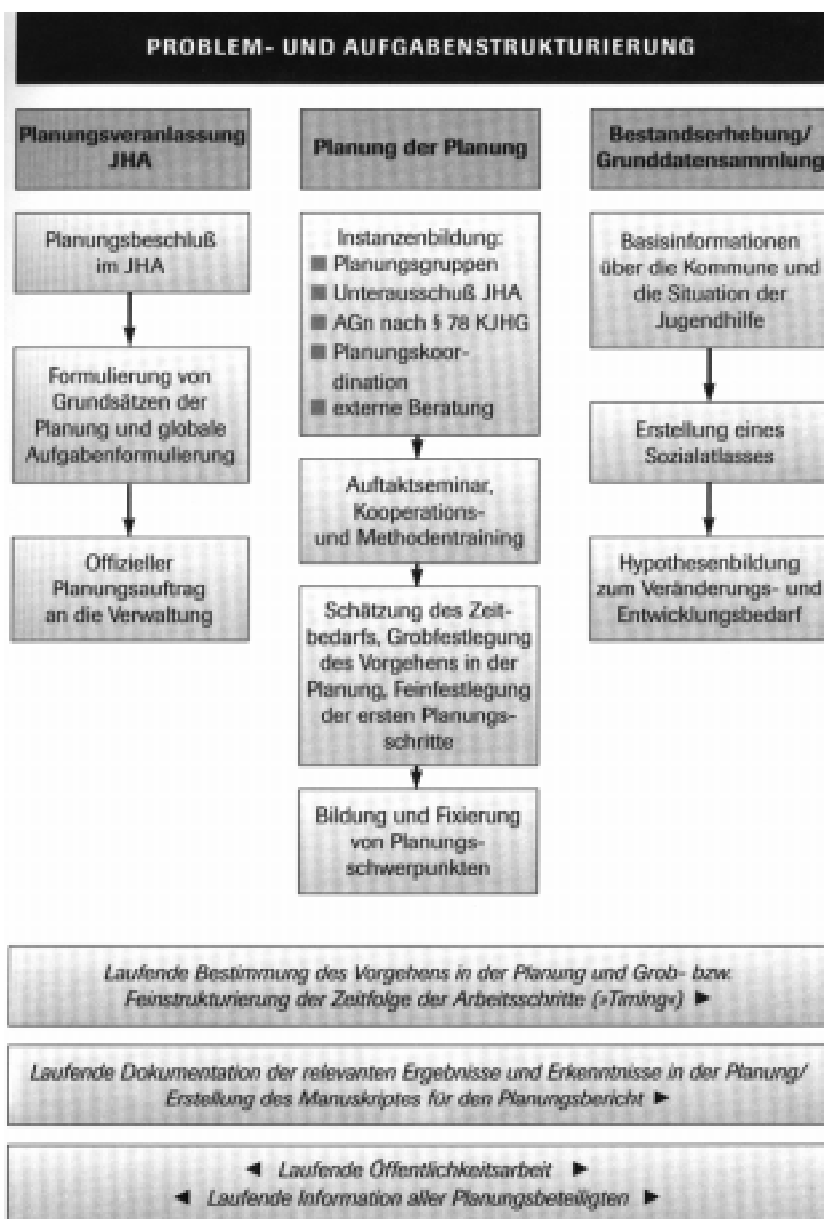 PROBLEM- UND AUFGABENSTRUKTURIERUNG
Planungsveranlassung
JHA
Planungsbeschluß
im JHA
Formulierung von
Grundsätzen der
Planung und globale
Aufgabenformulierung
Offizieller
Planungsauftrag
an die Verwaltung
Planung der Planung
Instanzenbildung:
■ Planungsgruppen
■ Unterausschuß JHA
■ AGn nach § 78 KJHG
■ Planungskoor-
dination
■ externe Beratung
Auftaktseminar,
Kooperations-
und Methodentraining
Schätzung des Zeit-
bedarfs, Grobfestlegung
des Vorgehens in der
Planung, Feinfestlegung
der ersten Planungs-
schritte
Bildung und Fixierung
von Planungs-
schwerpunkten
Bestandserhebung/
Grunddatensammlung
Basisinformationen
über die Kommune und
die Situation der
Jugendhilfe
Erstellung eines
Sozialatlasses
Hypothesenbildung
zum Veränderungs- und
Entwicklungsbedarf
Laufende Bestimmung des Vorgehens in der Planung und Grob- bzw.
Feinstrukturierung der Zeitfolge der Arbeitsschritte (»Timing«) ►
Laufende Dokumentation der relevanten Ergebnisse und Erkenntnisse in der Planung/
Erstellung des Manuskriptes für den Planungsbericht ►
◄ Laufende Öffentlichkeitsarbeit ►
◄ Laufende Information aller Planungsbeteiligten ►